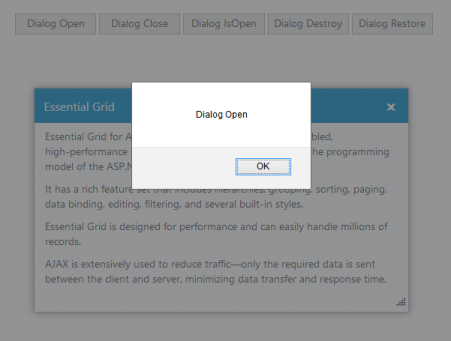 Dialog Open Dialog Close Dialog IsOpen Dialog Destroy Dialog Restore
Essential Grid
Dialog Open
OK
Essential Grid for A bled,
high-performance he programming
model of the ASP.N
It has a rich feature set that includes hierarchies, grouping, sorting, paging,
data binding, editing, filtering, and several built-in styles.
Essential Grid is designed for performance and can easily handle millions of
records.
AJAX is extensively used to reduce traffic—only the required data is sent
between the client and server, minimizing data transfer and response time.